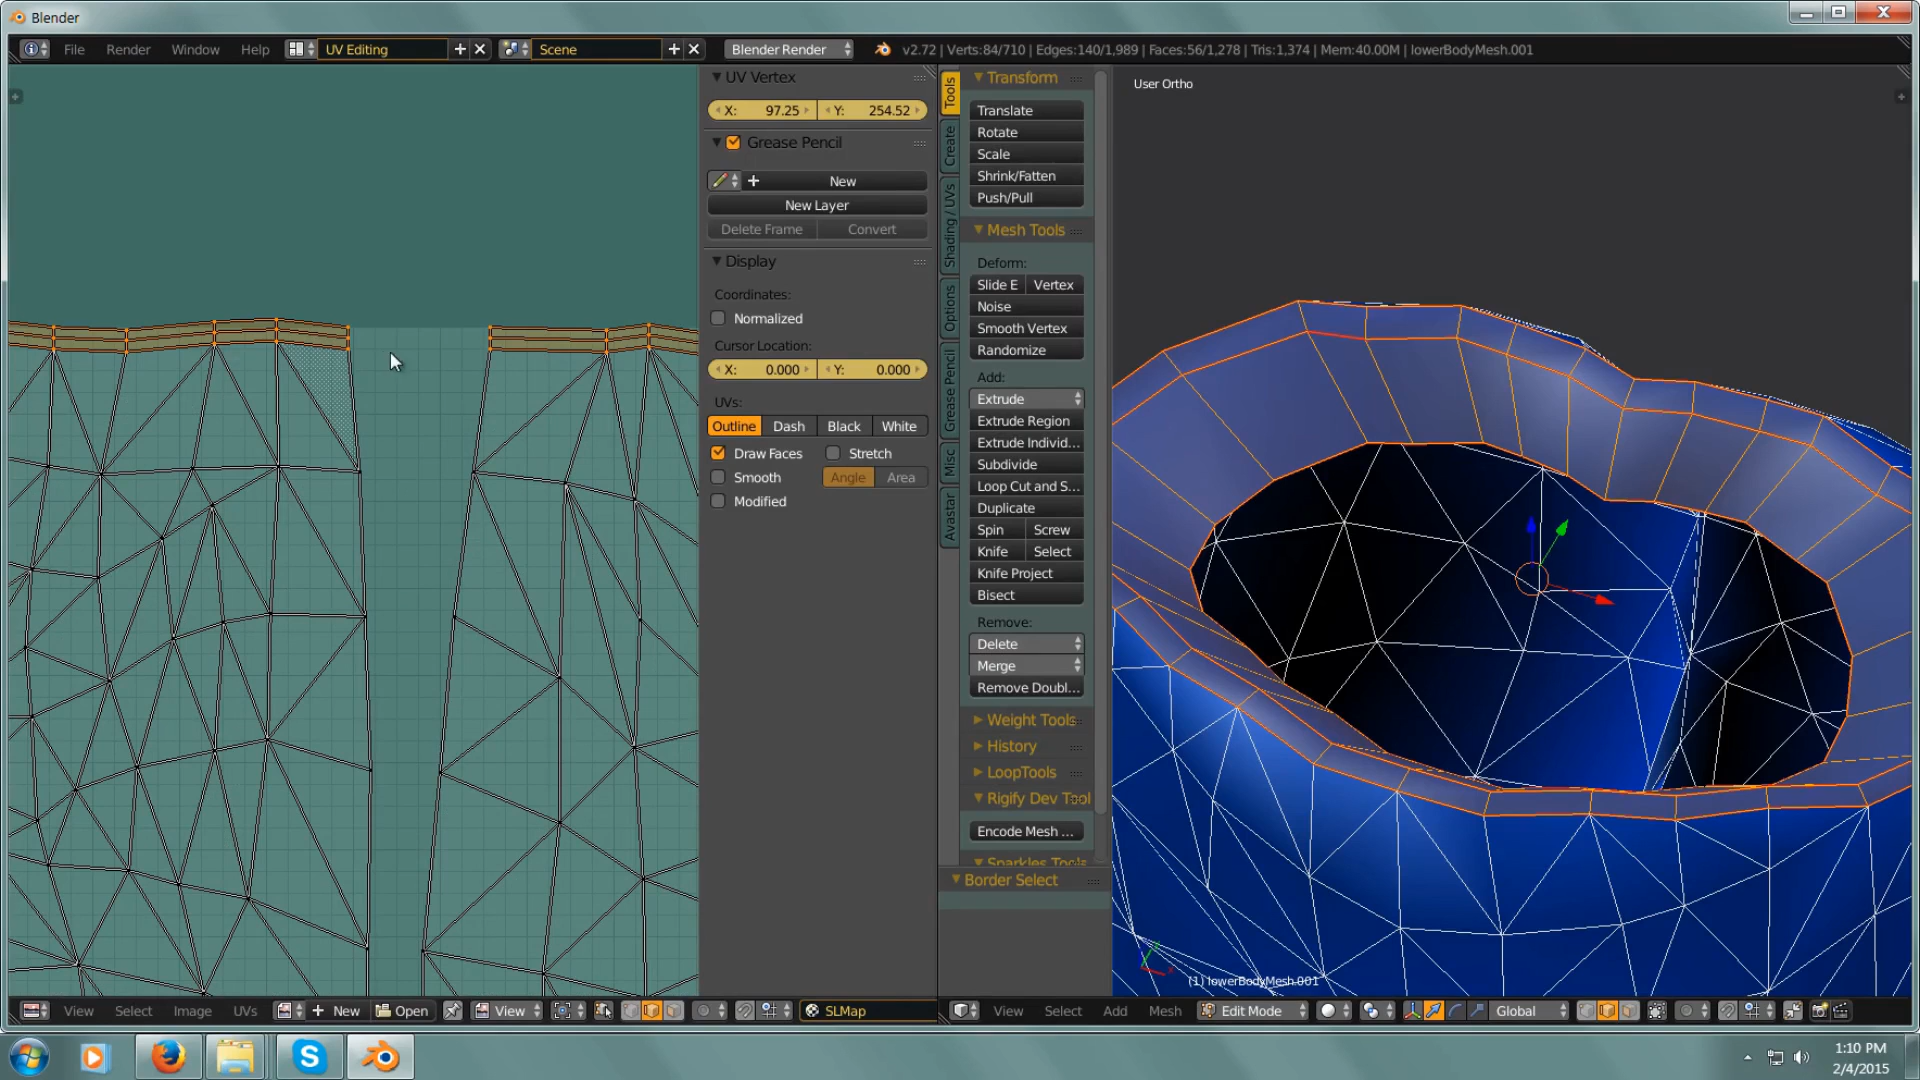 Blender
File Render Window Help UV Editing Scene Blender Render v2.72 | Verts:84/710 | Edges:140/1,989 | Faces:56/1,278 | Tris:1,374 | Mem:40.00M | lowerBodyMesh.001
UV Vertex
X: 97.25 Y: 254.52
Grease Pencil
New
New Layer
Delete Frame Convert
Display
Coordinates:
Normalized
Cursor Location:
X: 0.000 Y: 0.000
UVs:
Outline Dash Black White
Draw Faces Stretch
Smooth Angle Area
Modified
Tools
Create
Shading / UVs
Options
Grease Pencil
Misc
Avastar
Transform
Translate
Rotate
Scale
Shrink/Fatten
Push/Pull
Mesh Tools
Deform:
Slide E Vertex
Noise
Smooth Vertex
Randomize
Add:
Extrude
Extrude Region
Extrude Individ...
Subdivide
Loop Cut and S...
Duplicate
Spin Screw
Knife Select
Knife Project
Bisect
Remove:
Delete
Merge
Remove Doubl...
Weight Tools
History
LoopTools
Rigify Dev Tool
Encode Mesh ...
Sparkles Tools
Border Select
User Ortho
(1) lowerBodyMesh.001
View Select Image UVs New Open View SLMap
View Select Add Mesh Edit Mode Global
1:10 PM
2/4/2015